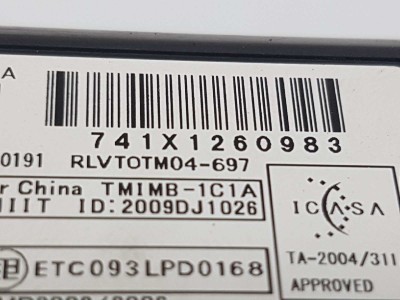 A
741X1260983
0191 RLVTOTM04-697
r China TMIMB-1C1A
IIIT ID:2009DJ1026
ICASA
ETC093LPD0168
TA-2004/311
APPROVED